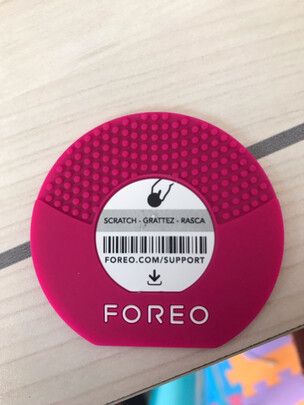 SCRATCH - GRATTEZ - RASCA
FOREO.COM/SUPPORT
FOREO